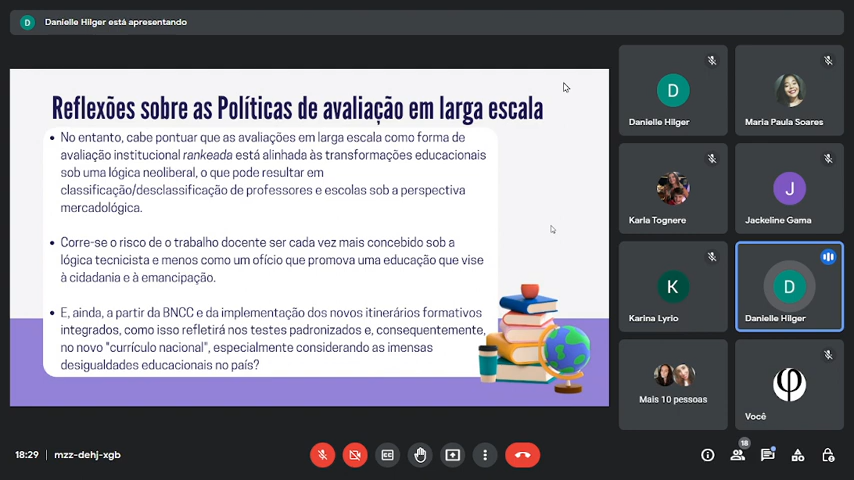 D
Danielle Hilger está apresentando
Reflexões sobre as Políticas de avaliação em larga escala
No entanto, cabe pontuar que as avaliações em larga escala como forma de
avaliação institucional rankeada está alinhada às transformações educacionais
sob uma lógica neoliberal, o que pode resultar em
classificação/desclassificação de professores e escolas sob a perspectiva
mercadológica.
Corre-se o risco de o trabalho docente ser cada vez mais concebido sob a
lógica tecnicista e menos como um ofício que promova uma educação que vise
à cidadania e à emancipação.
E, ainda, a partir da BNCC e da implementação dos novos itinerários formativos
integrados, como isso refletirá nos testes padronizados e, consequentemente,
no novo "currículo nacional", especialmente considerando as imensas
desigualdades educacionais no país?
D
Danielle Hilger
Maria Paula Soares
Karla Tognere
J
Jackeline Gama
K
Karina Lyrio
D
Danielle Hilger
Mais 10 pessoas
φ
Você
18:29 | mzz-dehj-xgb
CC
18